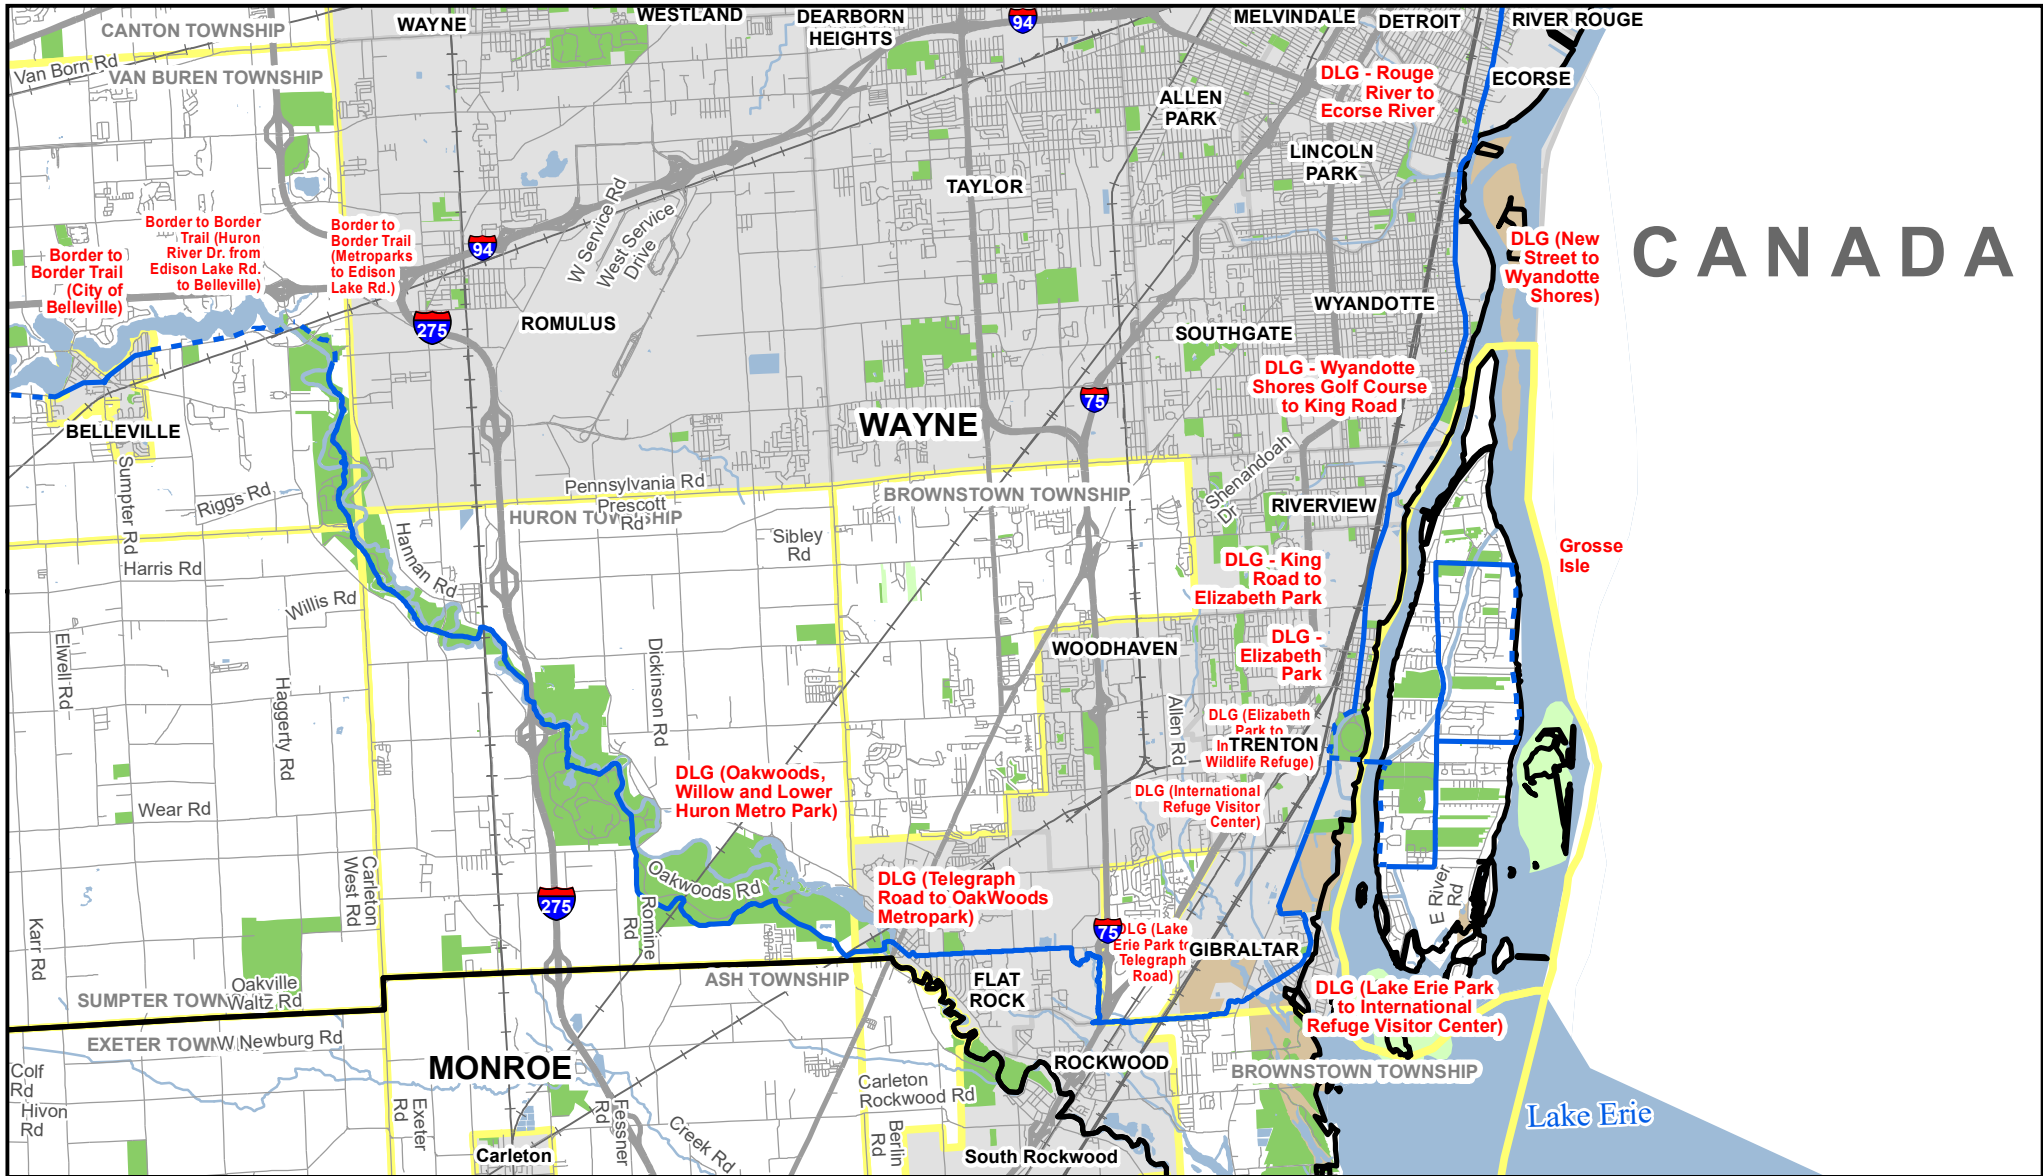 CANTON TOWNSHIP
WAYNE
WESTLAND
DEARBORN
HEIGHTS
94
MELVINDALE
DETROIT
RIVER ROUGE
Van Born Rd
VAN BUREN TOWNSHIP
ECORSE
DLG - Rouge
River to
Ecorse River
ALLEN
PARK
LINCOLN
PARK
TAYLOR
W Service Rd
West Service
Drive
94
Border to
Border Trail
(City of
Belleville)
Border to Border
Trail (Huron
River Dr. from
Edison Lake Rd.
to Belleville)
Border to
Border Trail
(Metroparks
to Edison
Lake Rd.)
DLG (New
Street to
Wyandotte
Shores)
CANADA
275
ROMULUS
WYANDOTTE
SOUTHGATE
DLG - Wyandotte
Shores Golf Course
to King Road
75
WAYNE
BELLEVILLE
Sumpter Rd
Riggs Rd
Pennsylvania Rd
Prescott
Rd
HURON TOWNSHIP
BROWNSTOWN TOWNSHIP
Shenandoah
Dr
RIVERVIEW
Hannan Rd
Sibley
Rd
Harris Rd
Willis Rd
DLG - King
Road to
Elizabeth Park
Grosse
Isle
Elwell Rd
Haggerty Rd
Dickinson Rd
WOODHAVEN
DLG -
Elizabeth
Park
Allen Rd
DLG (Elizabeth
Park to
In
TRENTON
Wildlife Refuge)
DLG (Oakwoods,
Willow and Lower
Huron Metro Park)
DLG (International
Refuge Visitor
Center)
Wear Rd
Carleton
West Rd
Oakwoods Rd
DLG (Telegraph
Road to OakWoods
Metropark)
275
Romine
Rd
Karr Rd
E River
Rd
75
DLG (Lake
Erie Park to
Telegraph
Road)
GIBRALTAR
ASH TOWNSHIP
FLAT
ROCK
Oakville
Waltz Rd
SUMPTER TOWN
DLG (Lake Erie Park
to International
Refuge Visitor Center)
EXETER TOWN
W Newburg Rd
MONROE
ROCKWOOD
BROWNSTOWN TOWNSHIP
Colf
Rd
Hivon
Rd
Exeter
Rd
Fessner
Rd
Creek Rd
Carleton
Rockwood Rd
Berlin
Rd
Lake Erie
Carleton
South Rockwood